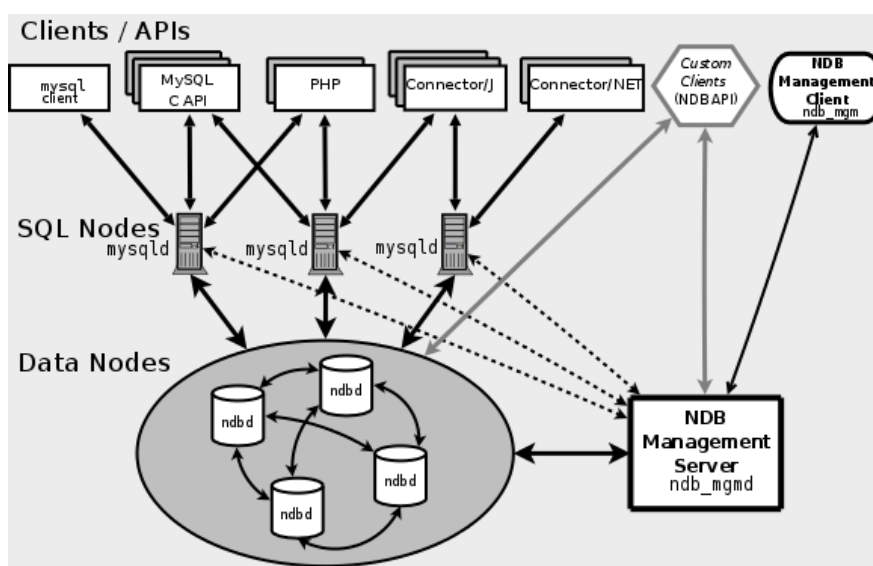 Clients / APIs
mysql
client
MySQL
C API
PHP
Connector/J
Connector/NET
Custom
Clients
(NDBAPI)
NDB
Management
Client
ndb_mgm
SQL Nodes
mysqld
mysqld
mysqld
Data Nodes
ndbd
ndbd
ndbd
ndbd
NDB
Management
Server
ndb_mgmd